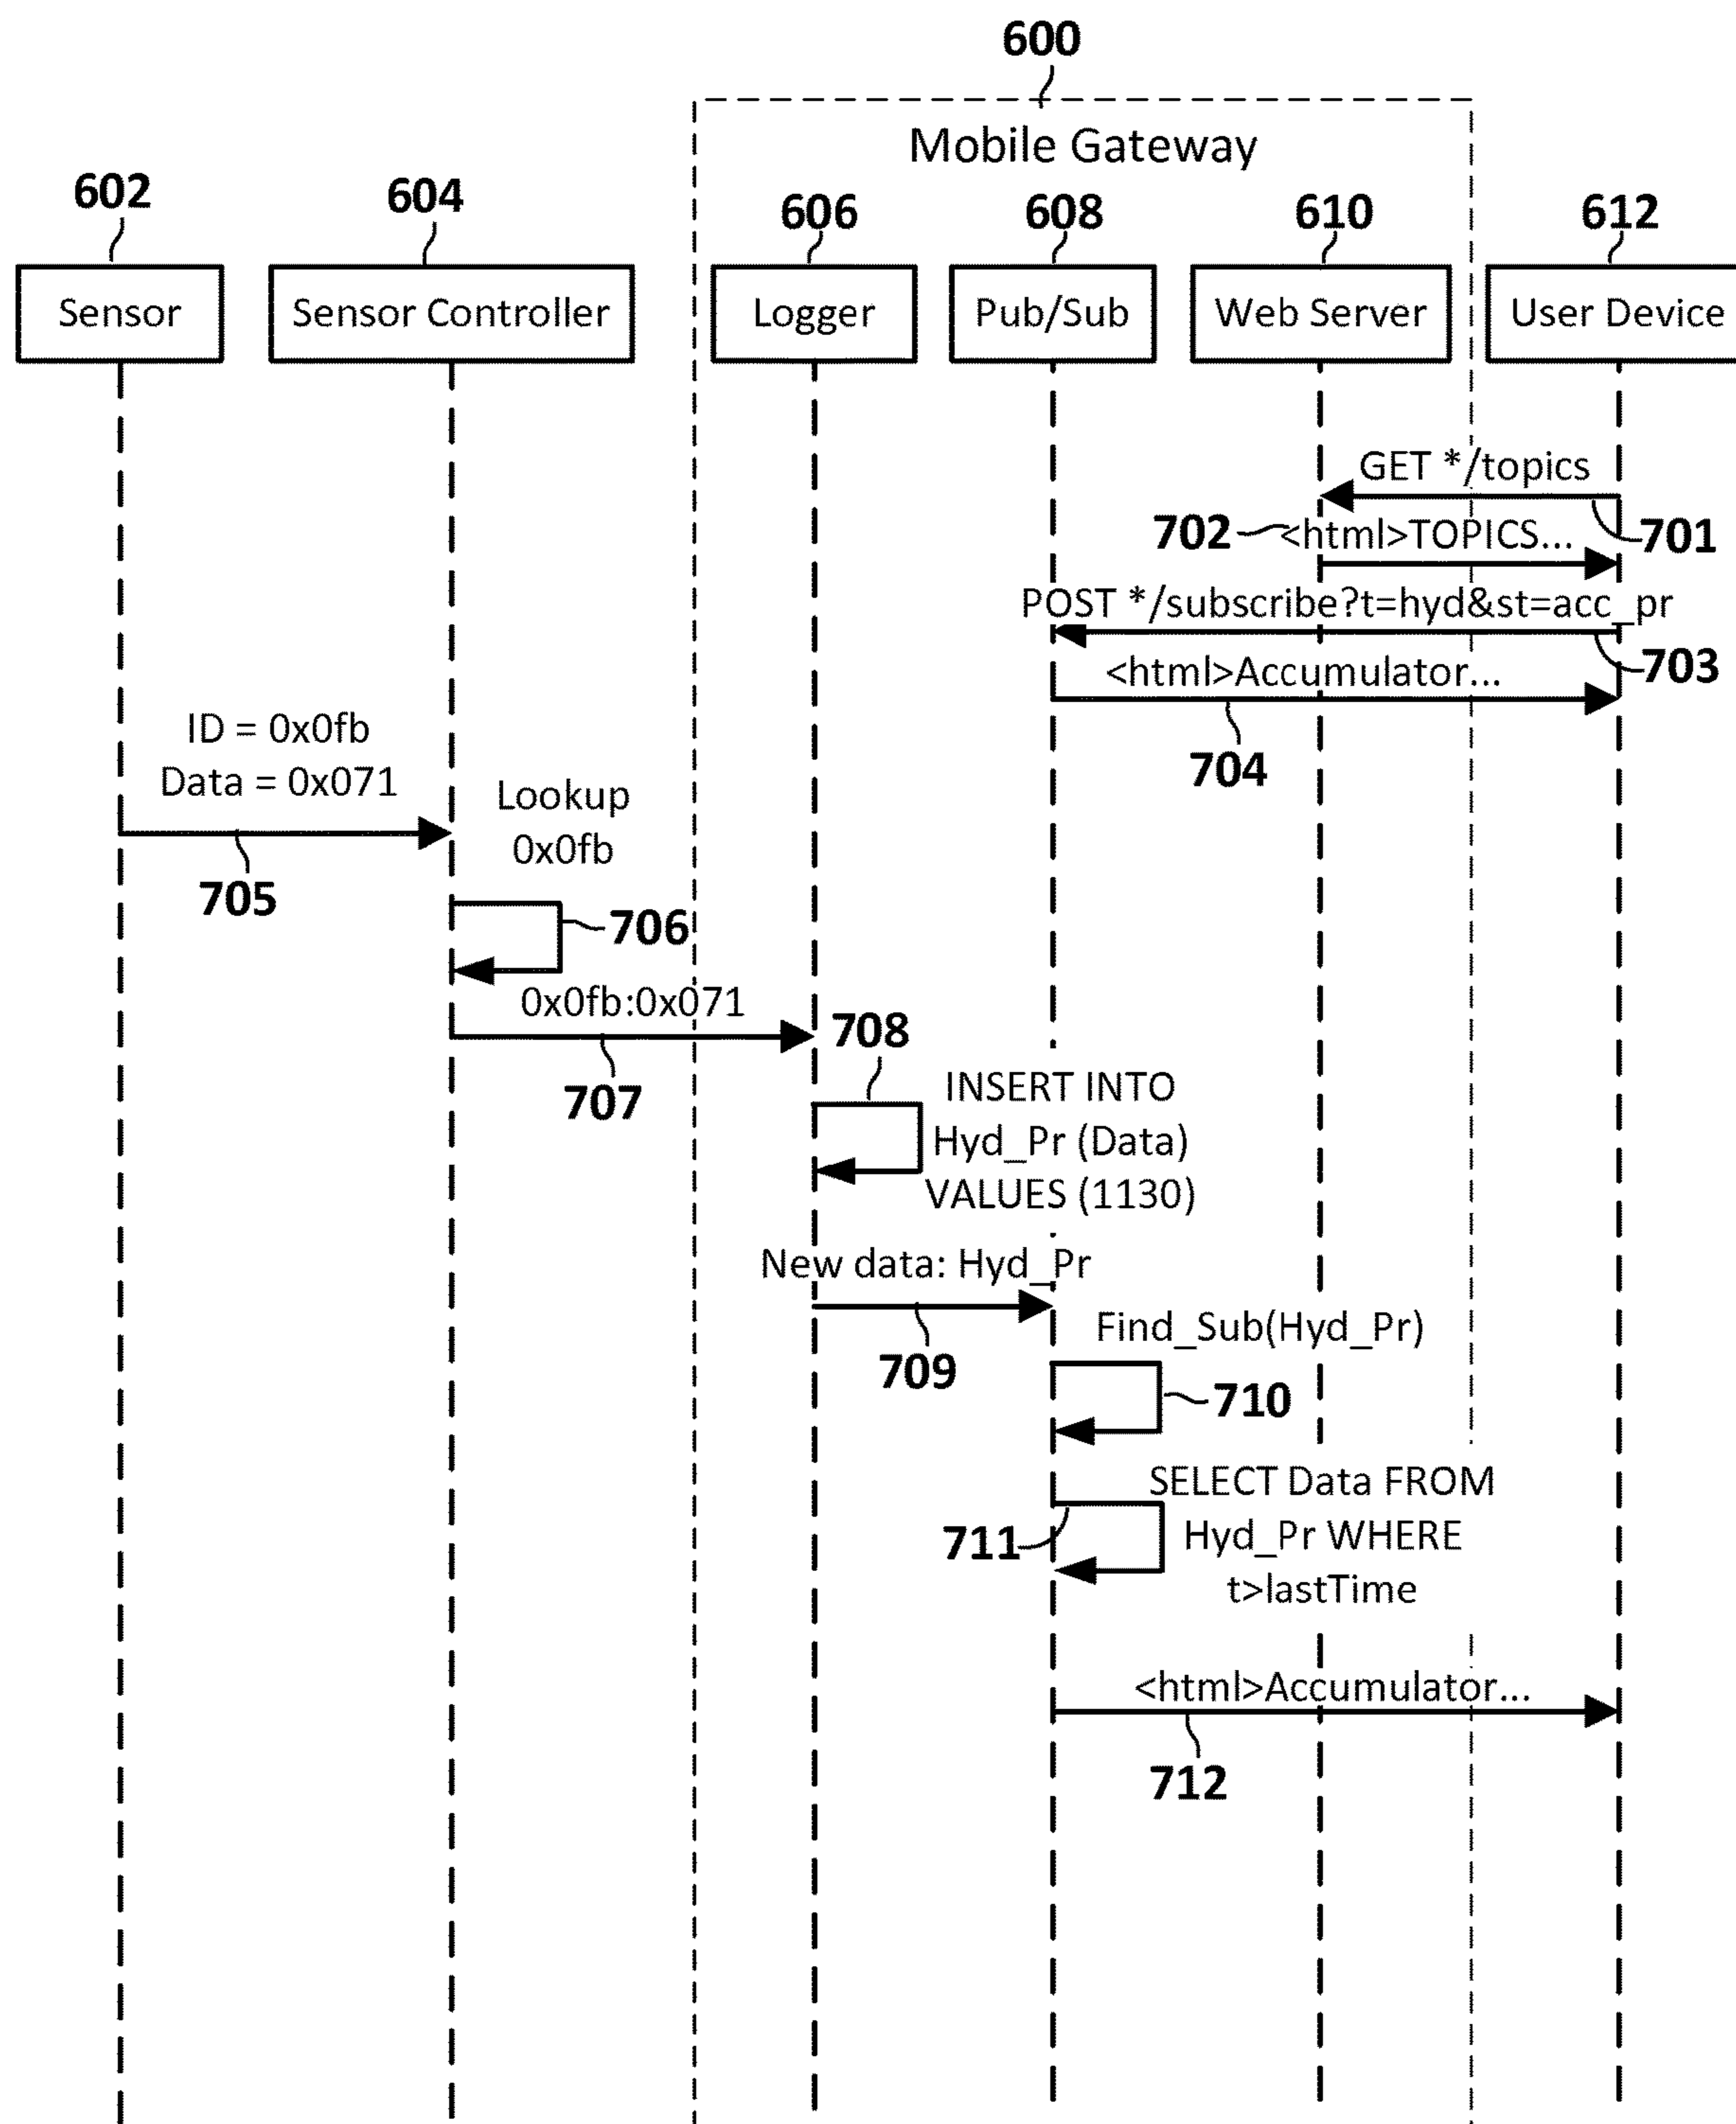 600
Mobile Gateway
602
604
606
608
610
612
Sensor
Sensor Controller
Logger
Pub/Sub
Web Server
User Device
GET */topics
701
702
<html>TOPICS...
POST */subscribe?t=hyd&st=acc_pr
703
<html>Accumulator...
704
ID = 0x0fb
Data = 0x071
705
Lookup
0x0fb
706
0x0fb:0x071
707
708
INSERT INTO
Hyd_Pr (Data)
VALUES (1130)
New data: Hyd_Pr
709
Find_Sub(Hyd_Pr)
710
SELECT Data FROM
Hyd_Pr WHERE
t>lastTime
711
<html>Accumulator...
712